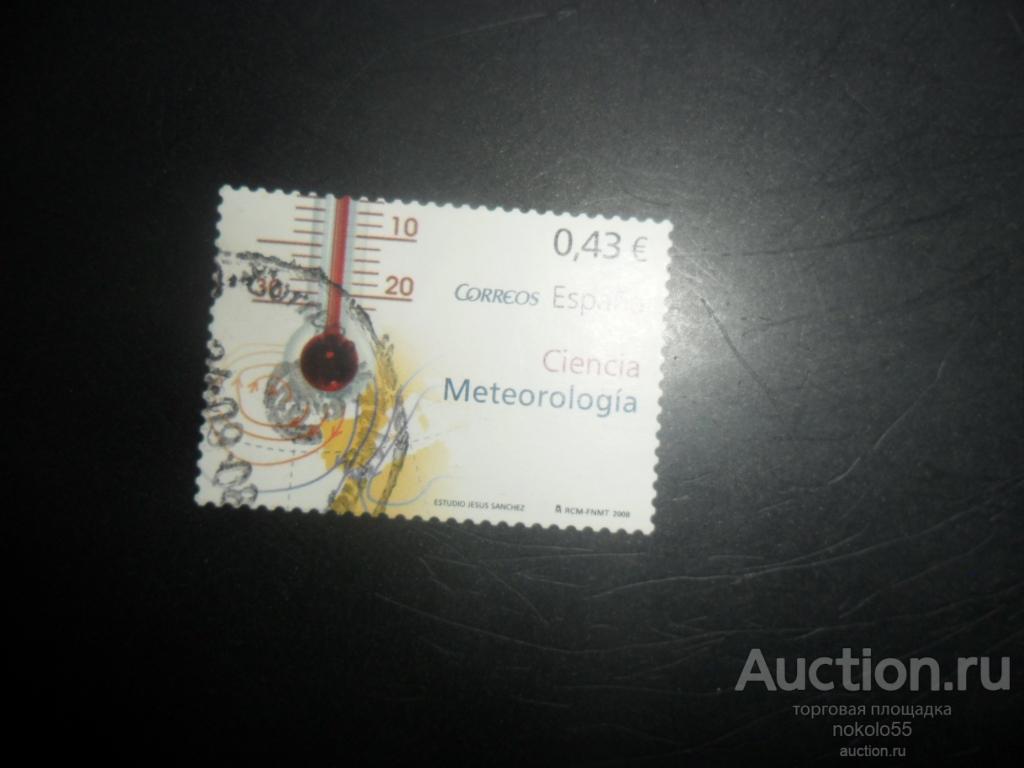 10
0,43 €
30
20
CORREOS España
Ciencia
Meteorología
ESTUDIO JESUS SANCHEZ
RCM-FNMT 2008
Auction.ru
торговая площадка
nokolo55
auction.ru